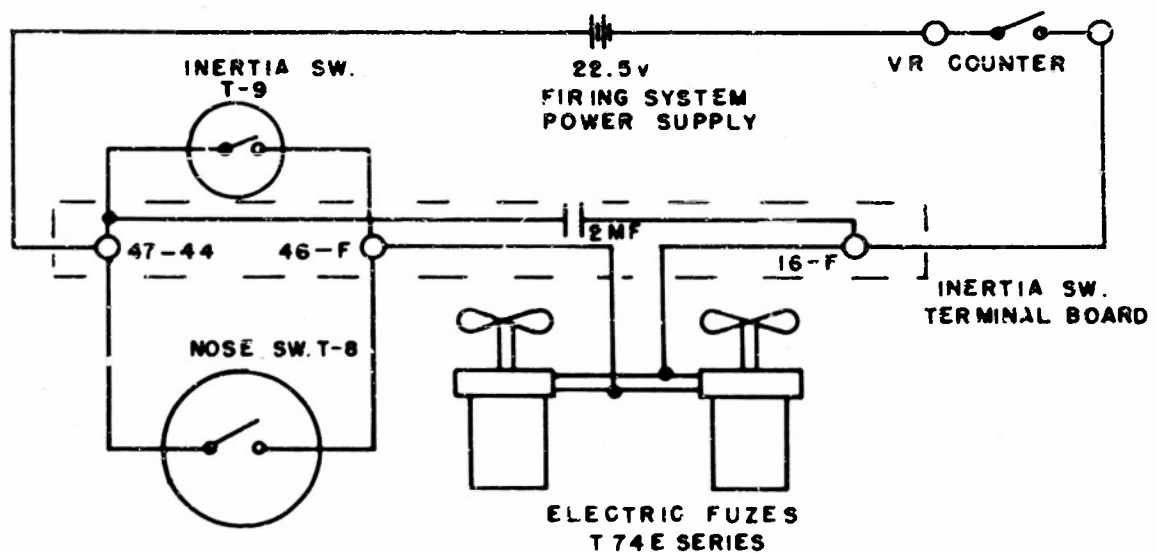 22.5v
FIRING SYSTEM
POWER SUPPLY
VR COUNTER
INERTIA SW.
T-9
47-44
46-F
2MF
16-F
INERTIA SW.
TERMINAL BOARD
NOSE SW. T-8
ELECTRIC FUZES
T 74 E SERIES